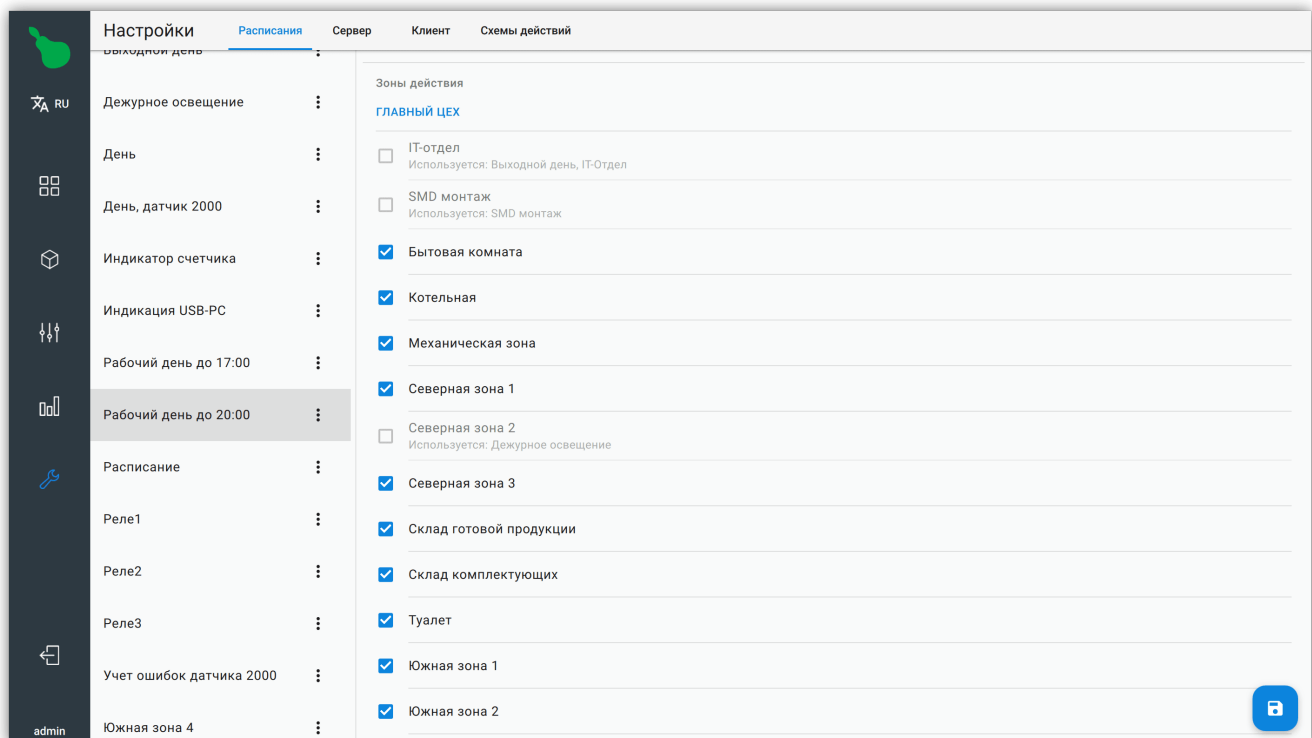 Настройки
Расписания
Сервер
Клиент
Схемы действий
RU
admin
Выходной день
Дежурное освещение
День
День, датчик 2000
Индикатор счетчика
Индикация USB-PC
Рабочий день до 17:00
Рабочий день до 20:00
Расписание
Реле1
Реле2
Реле3
Учет ошибок датчика 2000
Южная зона 4
Зоны действия
ГЛАВНЫЙ ЦЕХ
IT-отдел
Используется: Выходной день, IT-Отдел
SMD монтаж
Используется: SMD монтаж
Бытовая комната
Котельная
Механическая зона
Северная зона 1
Северная зона 2
Используется: Дежурное освещение
Северная зона 3
Склад готовой продукции
Склад комплектующих
Туалет
Южная зона 1
Южная зона 2